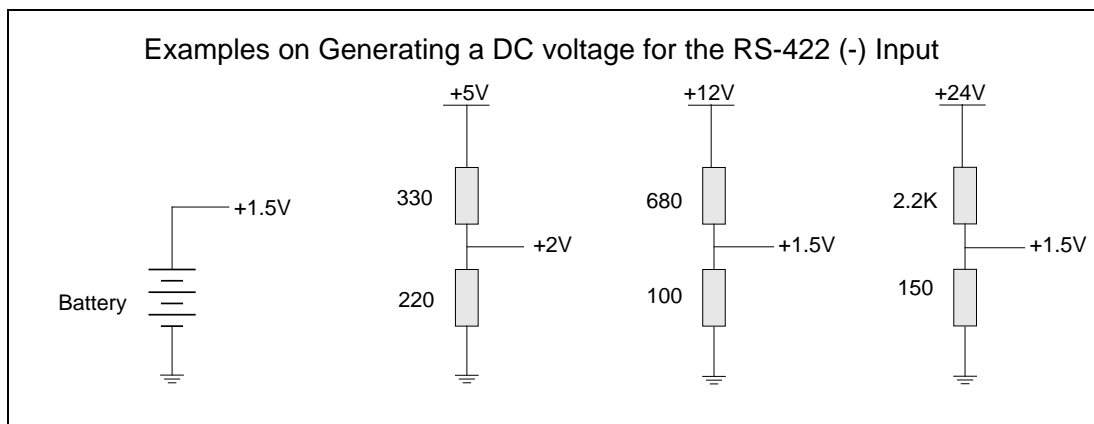 Examples on Generating a DC voltage for the RS-422 (-) Input
+5V
+12V
+24V
330
680
2.2K
+1.5V
+2V
+1.5V
+1.5V
Battery
220
100
150